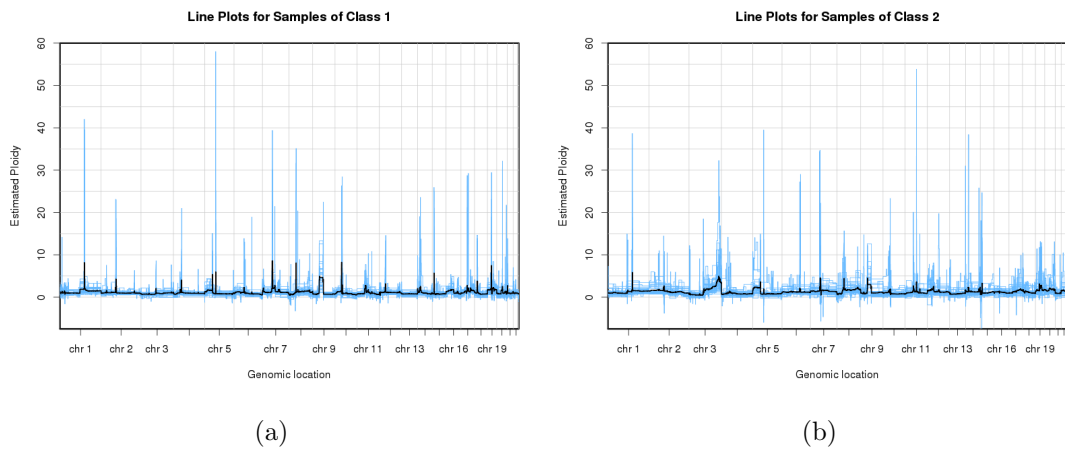 Line Plots for Samples of Class 1
Estimated Ploidy
60
50
40
30
20
10
0
chr 1 chr 2 chr 3 chr 5 chr 7 chr 9 chr 11 chr 13 chr 16 chr 19
Genomic location
(a)
Line Plots for Samples of Class 2
Estimated Ploidy
60
50
40
30
20
10
0
chr 1 chr 2 chr 3 chr 5 chr 7 chr 9 chr 11 chr 13 chr 16 chr 19
Genomic location
(b)